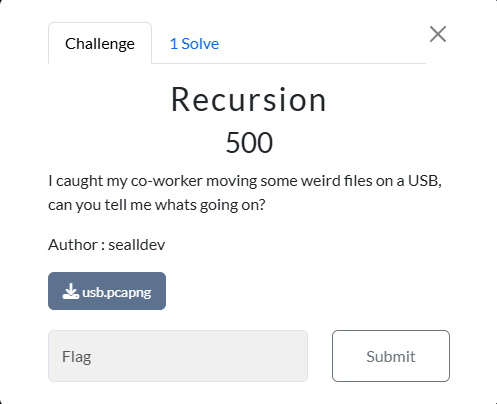 Challenge
1 Solve
Recursion
500
I caught my co-worker moving some weird files on a USB,
can you tell me whats going on?
Author : sealldev
usb.pcapng
Flag
Submit